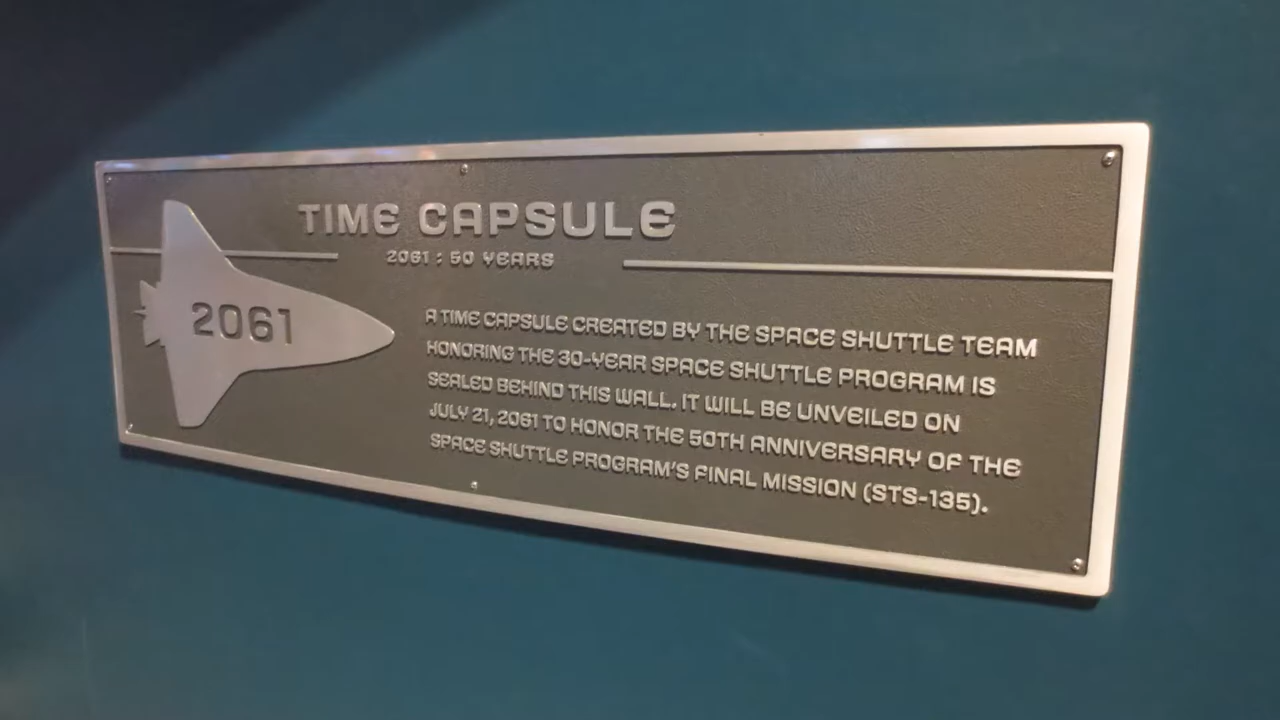 TIME CAPSULE
2061 : 50 YEARS
2061
A TIME CAPSULE CREATED BY THE SPACE SHUTTLE TEAM
HONORING THE 30-YEAR SPACE SHUTTLE PROGRAM IS
SEALED BEHIND THIS WALL. IT WILL BE UNVEILED ON
JULY 21, 2061 TO HONOR THE 50TH ANNIVERSARY OF THE
SPACE SHUTTLE PROGRAM'S FINAL MISSION (STS-135).